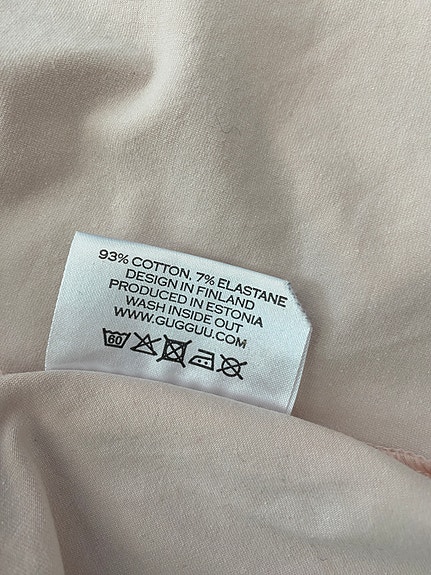 93% COTTON, 7% ELASTANE
DESIGN IN FINLAND
PRODUCED IN ESTONIA
WASH INSIDE OUT
WWW.GUGGUU.COM
60